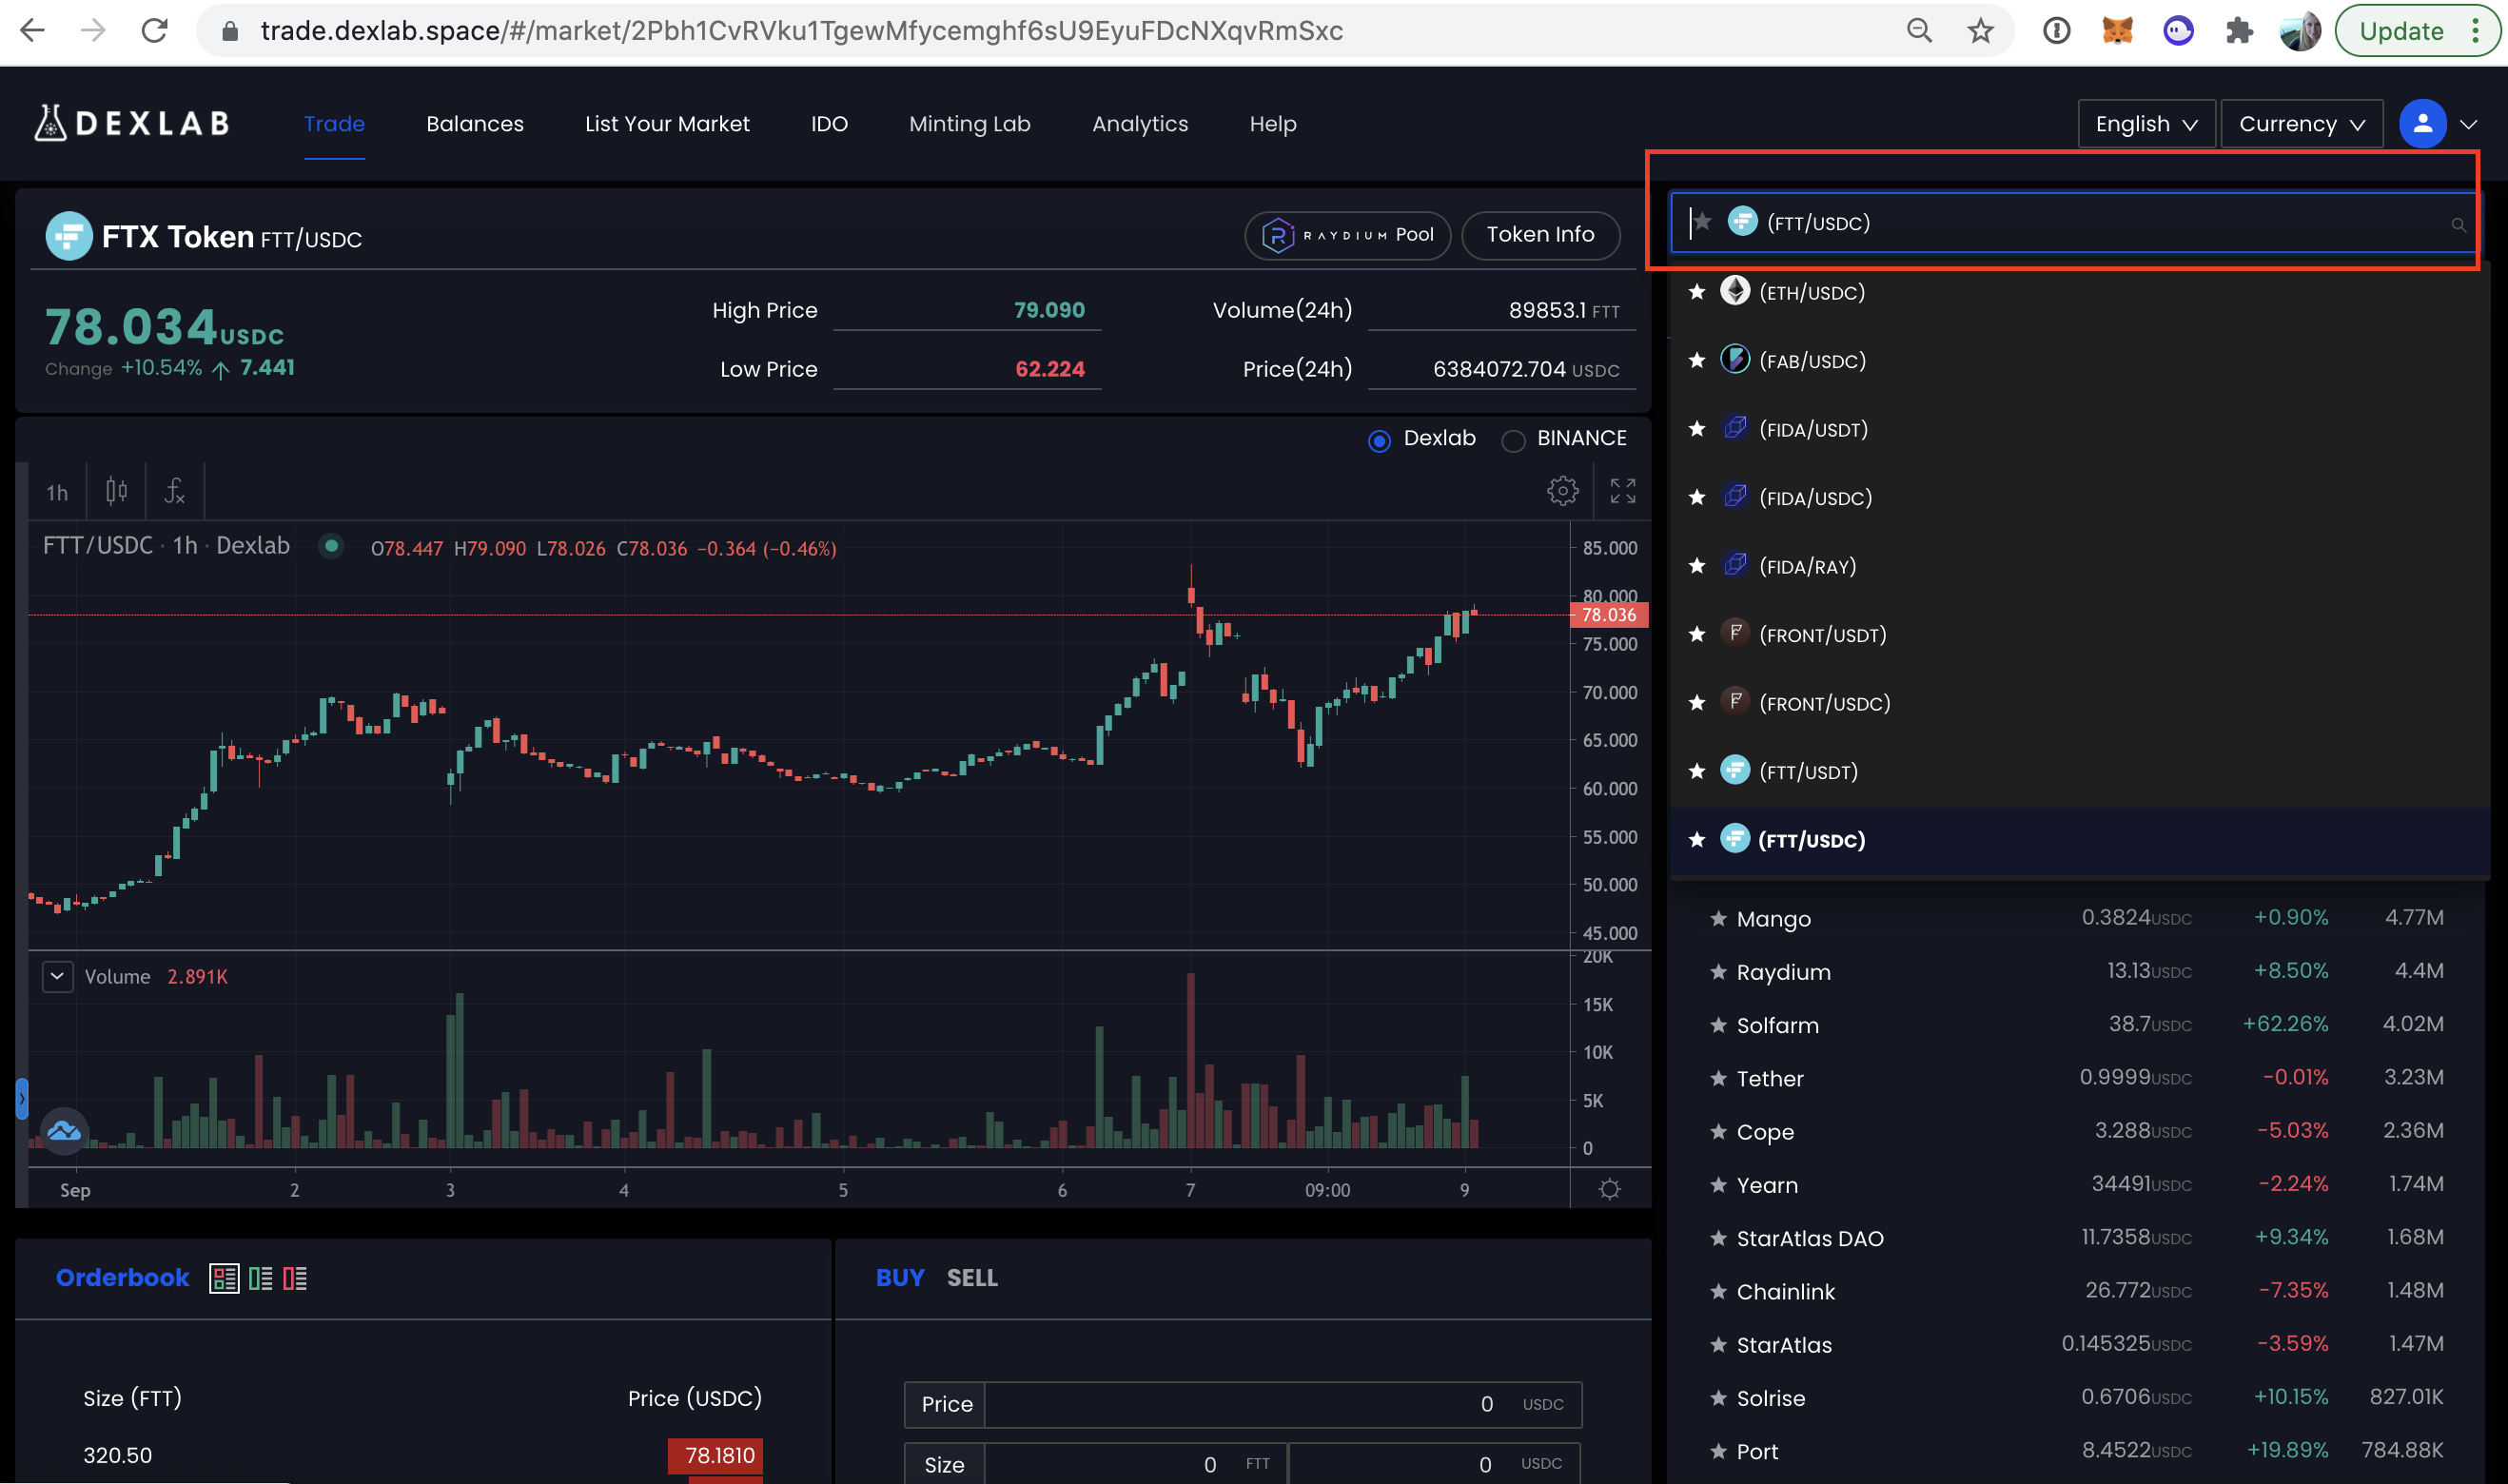 trade.dexlab.space/#/market/2Pbh1CvRVku1TgewMfycemghf6sU9EyuFDcNXqvRmSxc
Update
DEXLAB
Trade
Balances
List Your Market
IDO
Minting Lab
Analytics
Help
English
Currency
FTX Token FTT/USDC
RAYDIUM Pool
Token Info
78.034USDC
Change +10.54% ↑ 7.441
High Price 79.090
Volume(24h) 89853.1 FTT
Low Price 62.224
Price(24h) 6384072.704 USDC
(FTT/USDC)
(ETH/USDC)
(FAB/USDC)
(FIDA/USDT)
(FIDA/USDC)
(FIDA/RAY)
(FRONT/USDT)
(FRONT/USDC)
(FTT/USDT)
(FTT/USDC)
Dexlab
BINANCE
1h
FTT/USDC · 1h · Dexlab
O78.447 H79.090 L78.026 C78.036 −0.364 (−0.46%)
85.000
80.000
78.036
75.000
70.000
65.000
60.000
55.000
50.000
45.000
Volume 2.891K
20K
15K
10K
5K
0
Sep 2 3 4 5 6 7 09:00 9
Mango 0.3824USDC +0.90% 4.77M
Raydium 13.13USDC +8.50% 4.4M
Solfarm 38.7USDC +62.26% 4.02M
Tether 0.9999USDC -0.01% 3.23M
Cope 3.288USDC -5.03% 2.36M
Yearn 34491USDC -2.24% 1.74M
StarAtlas DAO 11.7358USDC +9.34% 1.68M
Chainlink 26.772USDC -7.35% 1.48M
StarAtlas 0.145325USDC -3.59% 1.47M
Solrise 0.6706USDC +10.15% 827.01K
Port 8.4522USDC +19.89% 784.88K
Orderbook
Size (FTT) Price (USDC)
320.50 78.1810
BUY SELL
Price 0 USDC
Size 0 FTT 0 USDC